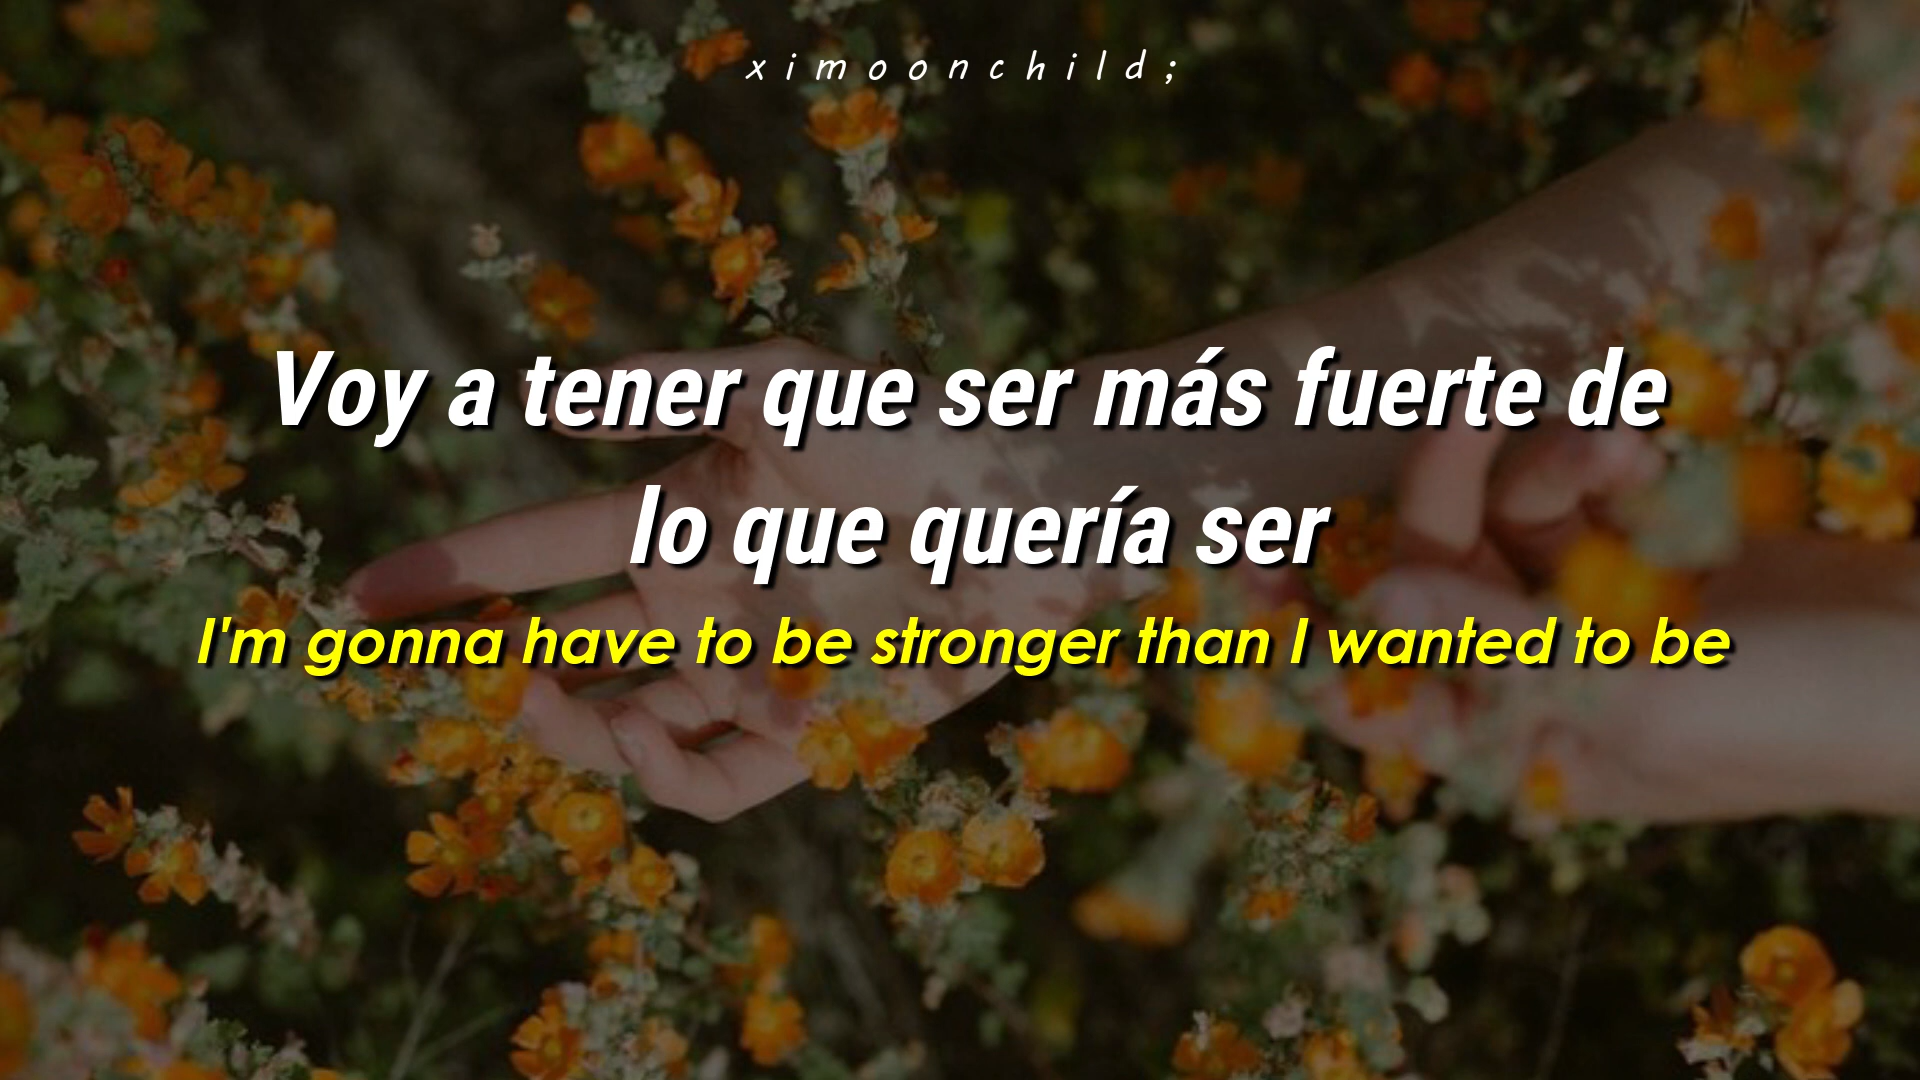 ximoonchild;
Voy a tener que ser más fuerte de
lo que quería ser
I'm gonna have to be stronger than I wanted to be